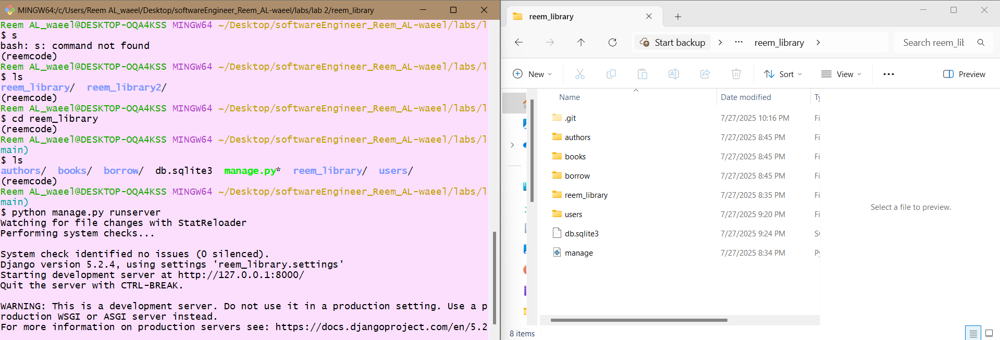 MINGW64:/c/Users/Reem AL_waeel/Desktop/softwareEngineer_Reem_AL-waeel/labs/lab 2/reem_library
Reem AL_waeel@DESKTOP-OQA4KSS MINGW64 ~/Desktop/softwareEngineer_Reem_AL-waeel/labs/l
$ s
bash: s: command not found
(reemcode)
Reem AL_waeel@DESKTOP-OQA4KSS MINGW64 ~/Desktop/softwareEngineer_Reem_AL-waeel/labs/l
$ ls
reem_library/  reem_library2/
(reemcode)
Reem AL_waeel@DESKTOP-OQA4KSS MINGW64 ~/Desktop/softwareEngineer_Reem_AL-waeel/labs/l
$ cd reem_library
(reemcode)
Reem AL_waeel@DESKTOP-OQA4KSS MINGW64 ~/Desktop/softwareEngineer_Reem_AL-waeel/labs/l
main)
$ ls
authors/  books/  borrow/  db.sqlite3  manage.py*  reem_library/  users/
(reemcode)
Reem AL_waeel@DESKTOP-OQA4KSS MINGW64 ~/Desktop/softwareEngineer_Reem_AL-waeel/labs/l
main)
$ python manage.py runserver
Watching for file changes with StatReloader
Performing system checks...
System check identified no issues (0 silenced).
Django version 5.2.4, using settings 'reem_library.settings'
Starting development server at http://127.0.0.1:8000/
Quit the server with CTRL-BREAK.
WARNING: This is a development server. Do not use it in a production setting. Use a p
roduction WSGI or ASGI server instead.
For more information on production servers see: https://docs.djangoproject.com/en/5.2
reem_library
Start backup ... reem_library Search reem_lib
New Sort View ... Preview
Name Date modified Ty
.git 7/27/2025 10:16 PM Fi
authors 7/27/2025 8:45 PM Fi
books 7/27/2025 8:45 PM Fi
borrow 7/27/2025 8:45 PM Fi
reem_library 7/27/2025 8:35 PM Fi
users 7/27/2025 9:20 PM Fi
db.sqlite3 7/27/2025 9:24 PM S
manage 7/27/2025 8:34 PM Py
Select a file to preview.
8 items